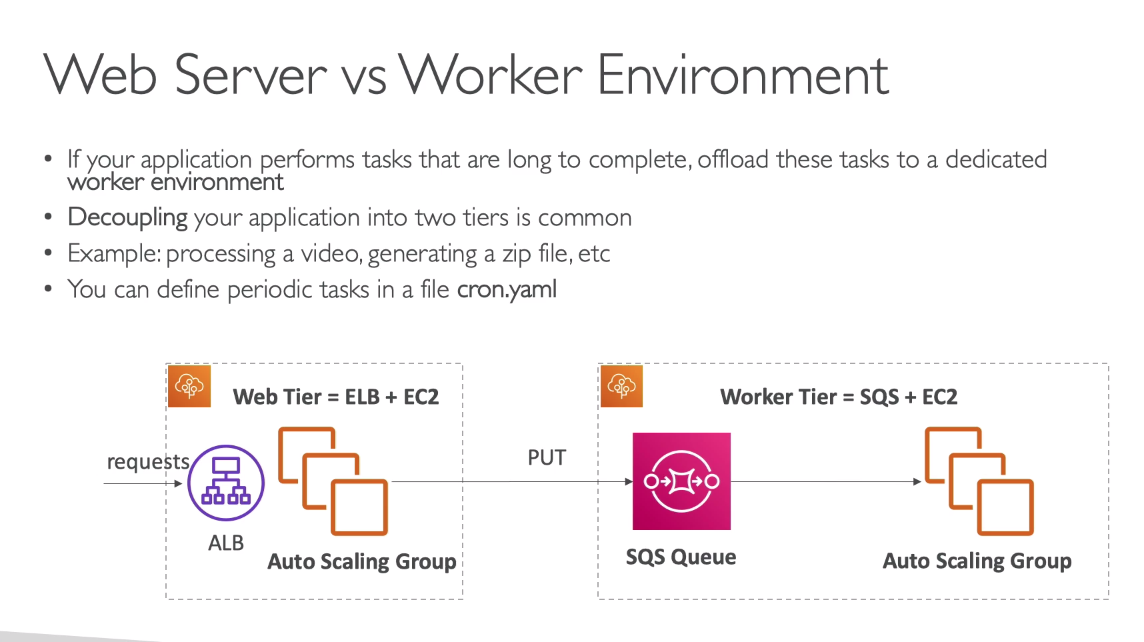 Web Server vs Worker Environment
• If your application performs tasks that are long to complete, offload these tasks to a dedicated
worker environment
• Decoupling your application into two tiers is common
• Example: processing a video, generating a zip file, etc
• You can define periodic tasks in a file cron.yaml
Web Tier = ELB + EC2
requests
ALB
Auto Scaling Group
PUT
Worker Tier = SQS + EC2
SQS Queue
Auto Scaling Group